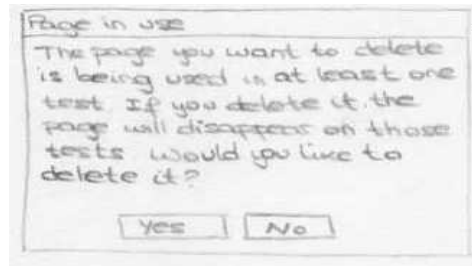 Page in use
The page you want to delete
is being used in at least one
test. If you delete it, the
page will disappear on those
tests. Would you like to
delete it?
Yes No